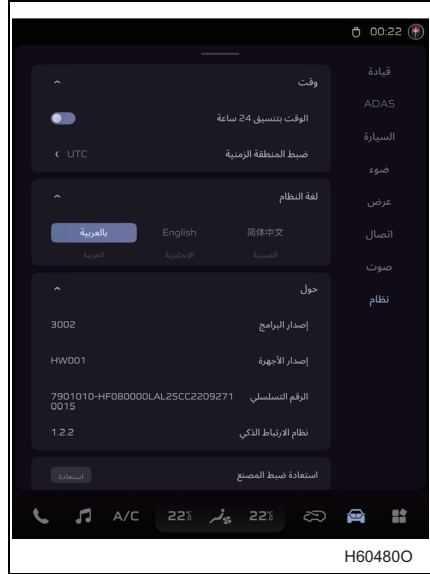 00:22
قيادة
ADAS
السيارة
ضوء
عرض
اتصال
صوت
نظام
وقت
الوقت بتنسيق 24 ساعة
ضبط المنطقة الزمنية
UTC
لغة النظام
简体中文 English بالعربية
الصينية الإنجليزية العربية
حول
إصدار البرامج 3002
إصدار الأجهزة HW001
الرقم التسلسلي 7901010-HF080000LAL25CC2209271
0015
نظام الارتباط الذكي 1.2.2
استعادة ضبط المصنع استعادة
A/C 22.5 22.5
H60480O